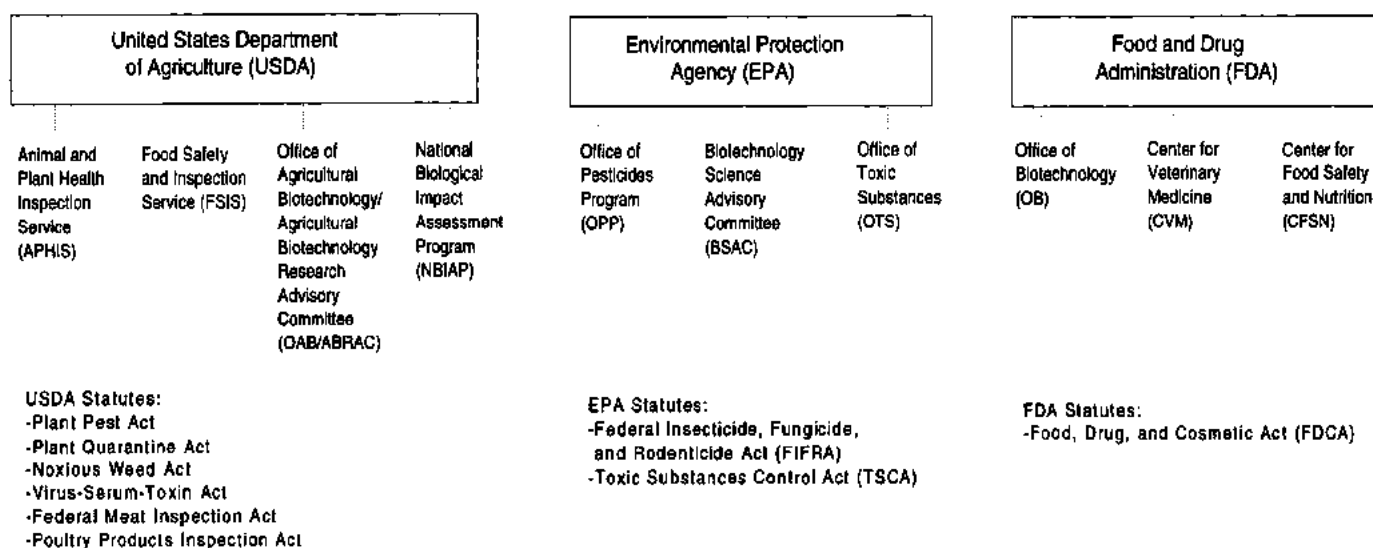 United States Department
of Agriculture (USDA)
Environmental Protection
Agency (EPA)
Food and Drug
Administration (FDA)
Animal and
Plant Health
Inspection
Service
(APHIS)
Food Safety
and Inspection
Service (FSIS)
Office of
Agricultural
Biotechnology/
Agricultural
Biotechnology
Research
Advisory
Committee
(OAB/ABRAC)
National
Biological
Impact
Assessment
Program
(NBIAP)
Office of
Pesticides
Program
(OPP)
Biotechnology
Science
Advisory
Committee
(BSAC)
Office of
Toxic
Substances
(OTS)
Office of
Biotechnology
(OB)
Center for
Veterinary
Medicine
(CVM)
Center for
Food Safety
and Nutrition
(CFSN)
USDA Statutes:
-Plant Pest Act
-Plant Quarantine Act
-Noxious Weed Act
-Virus-Serum-Toxin Act
-Federal Meat Inspection Act
-Poultry Products Inspection Act
EPA Statutes:
-Federal Insecticide, Fungicide,
and Rodenticide Act (FIFRA)
-Toxic Substances Control Act (TSCA)
FDA Statutes:
-Food, Drug, and Cosmetic Act (FDCA)